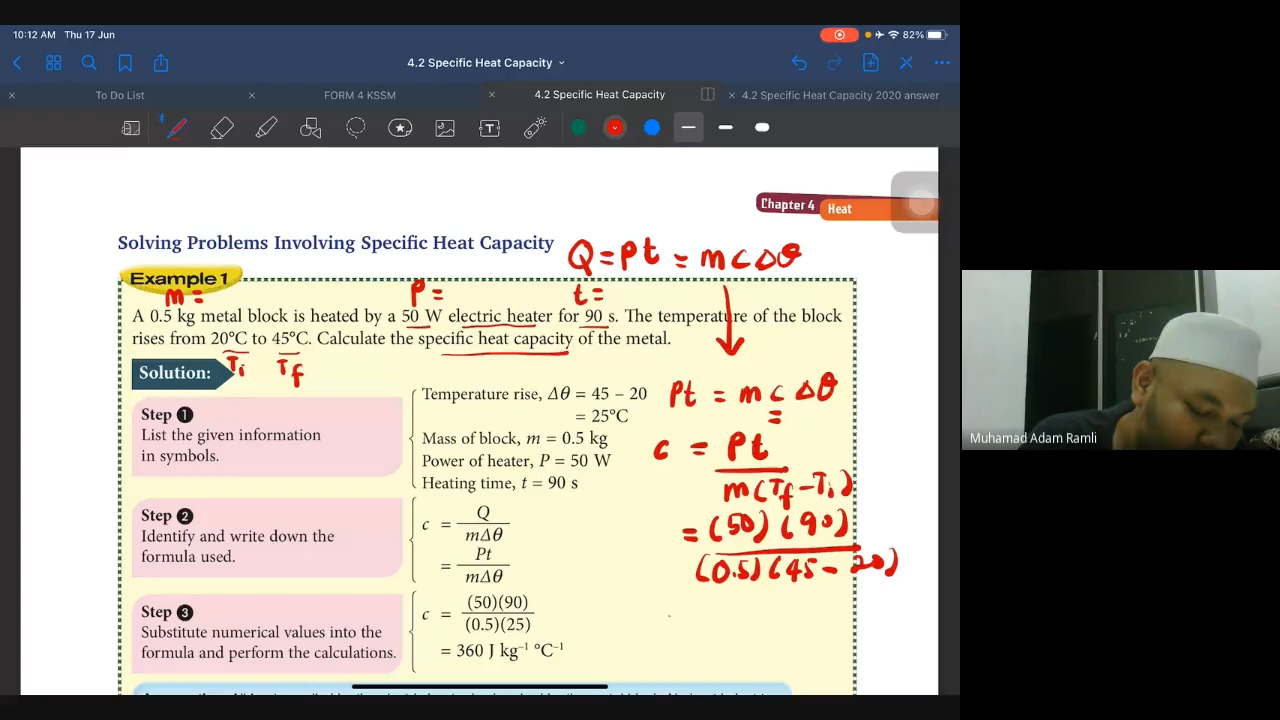 10:12 AM Thu 17 Jun
82%
4.2 Specific Heat Capacity
To Do List
FORM 4 KSSM
4.2 Specific Heat Capacity
4.2 Specific Heat Capacity 2020 answer
Chapter 4 Heat
Solving Problems Involving Specific Heat Capacity
Q = Pt = mcΔθ
Example 1
m = P = t =
A 0.5 kg metal block is heated by a 50 W electric heater for 90 s. The temperature of the block
rises from 20°C to 45°C. Calculate the specific heat capacity of the metal.
Ti Tf
Solution:
Step 1
List the given information
in symbols.
Temperature rise, Δθ = 45 – 20
= 25°C
Mass of block, m = 0.5 kg
Power of heater, P = 50 W
Heating time, t = 90 s
Step 2
Identify and write down the
formula used.
c = Q
mΔθ
= Pt
mΔθ
Step 3
Substitute numerical values into the
formula and perform the calculations.
c = (50)(90)
(0.5)(25)
= 360 J kg⁻¹ °C⁻¹
Pt = mcΔθ
c = Pt
m(Tf – Ti)
= (50)(90)
(0.5)(45 – 20)
Muhamad Adam Ramli